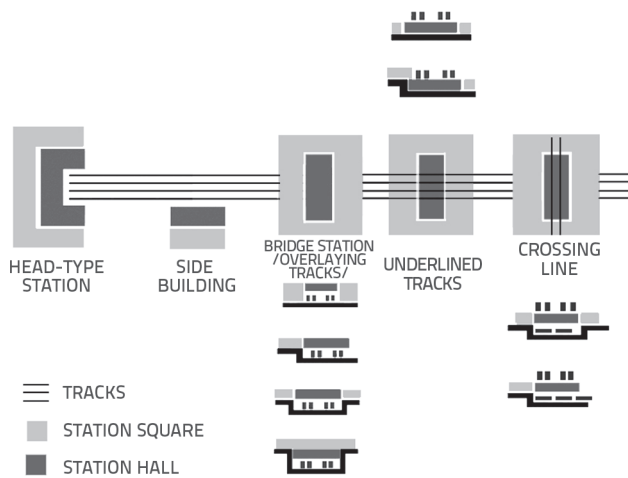 HEAD-TYPE
STATION
SIDE
BUILDING
BRIDGE STATION
/OVERLAYING
TRACKS/
UNDERLINED
TRACKS
CROSSING
LINE
TRACKS
STATION SQUARE
STATION HALL